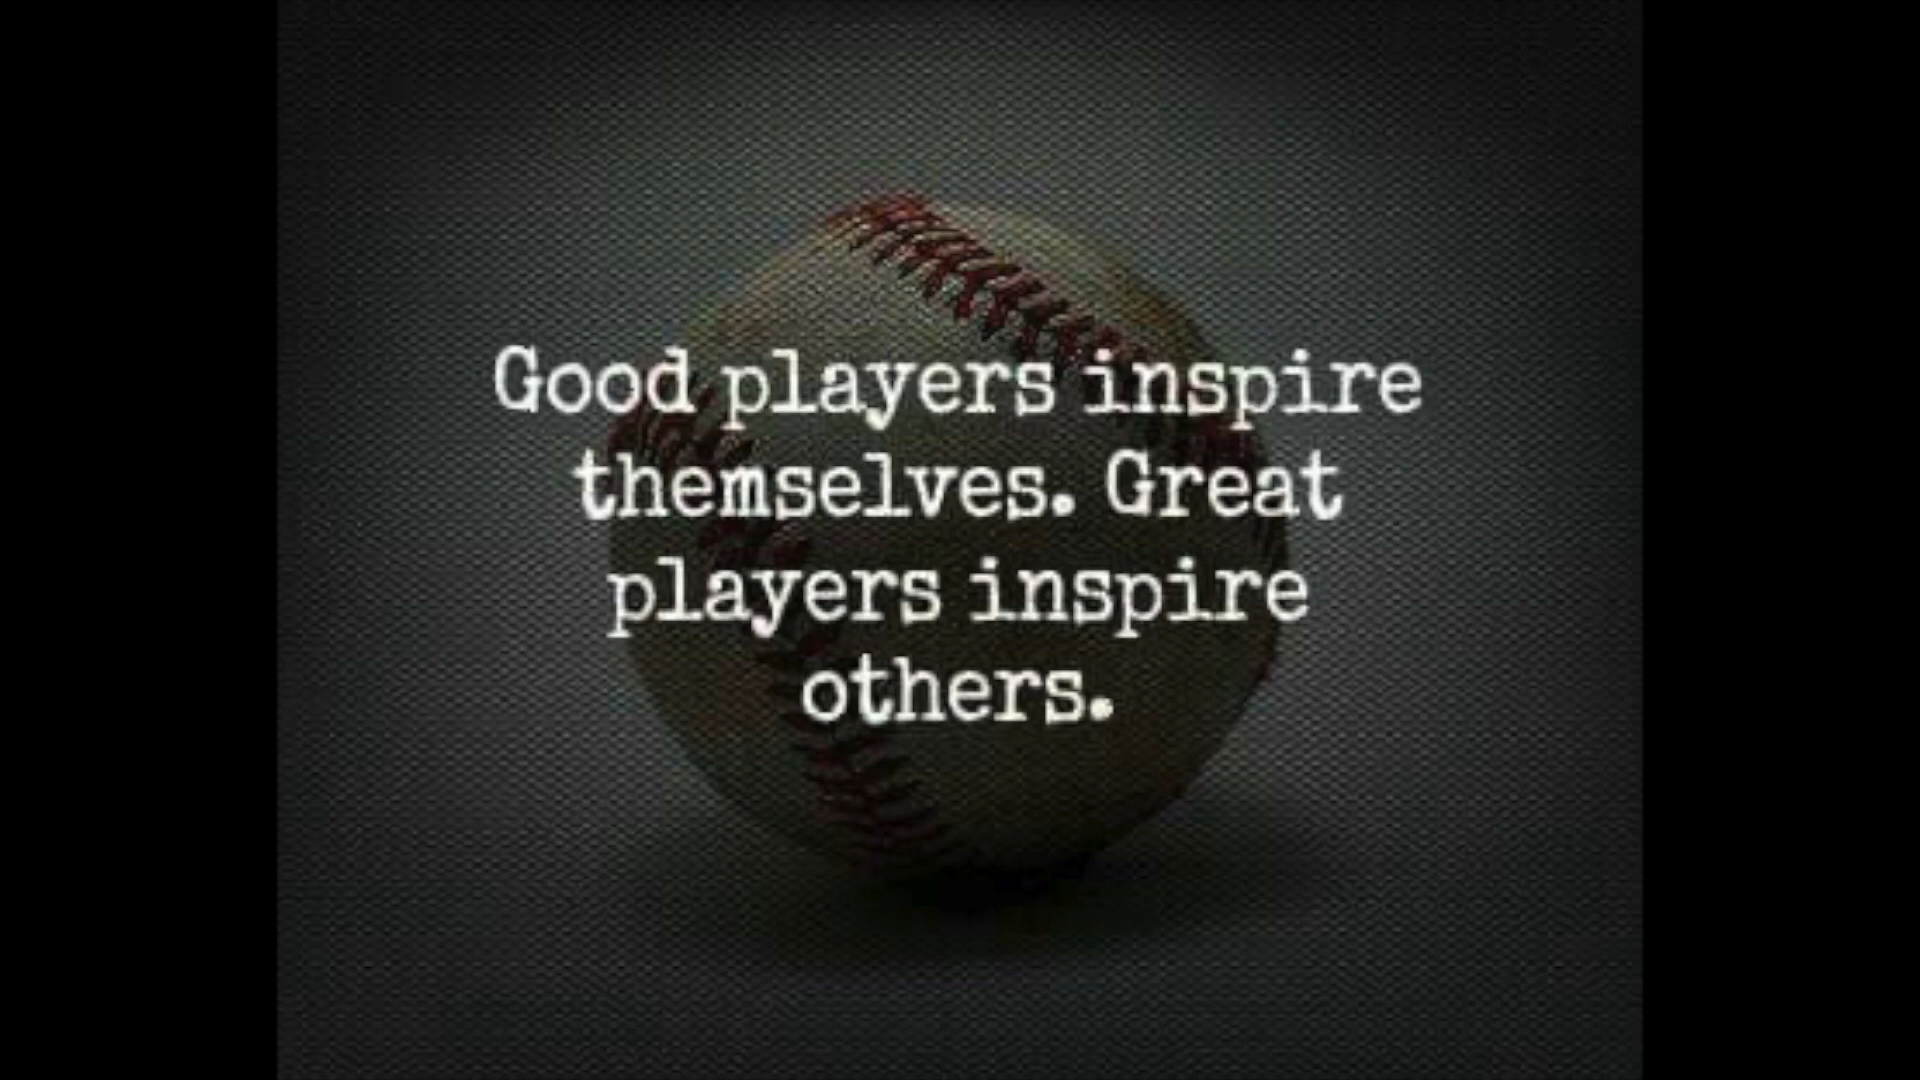 Good players inspire
themselves. Great
players inspire
others.